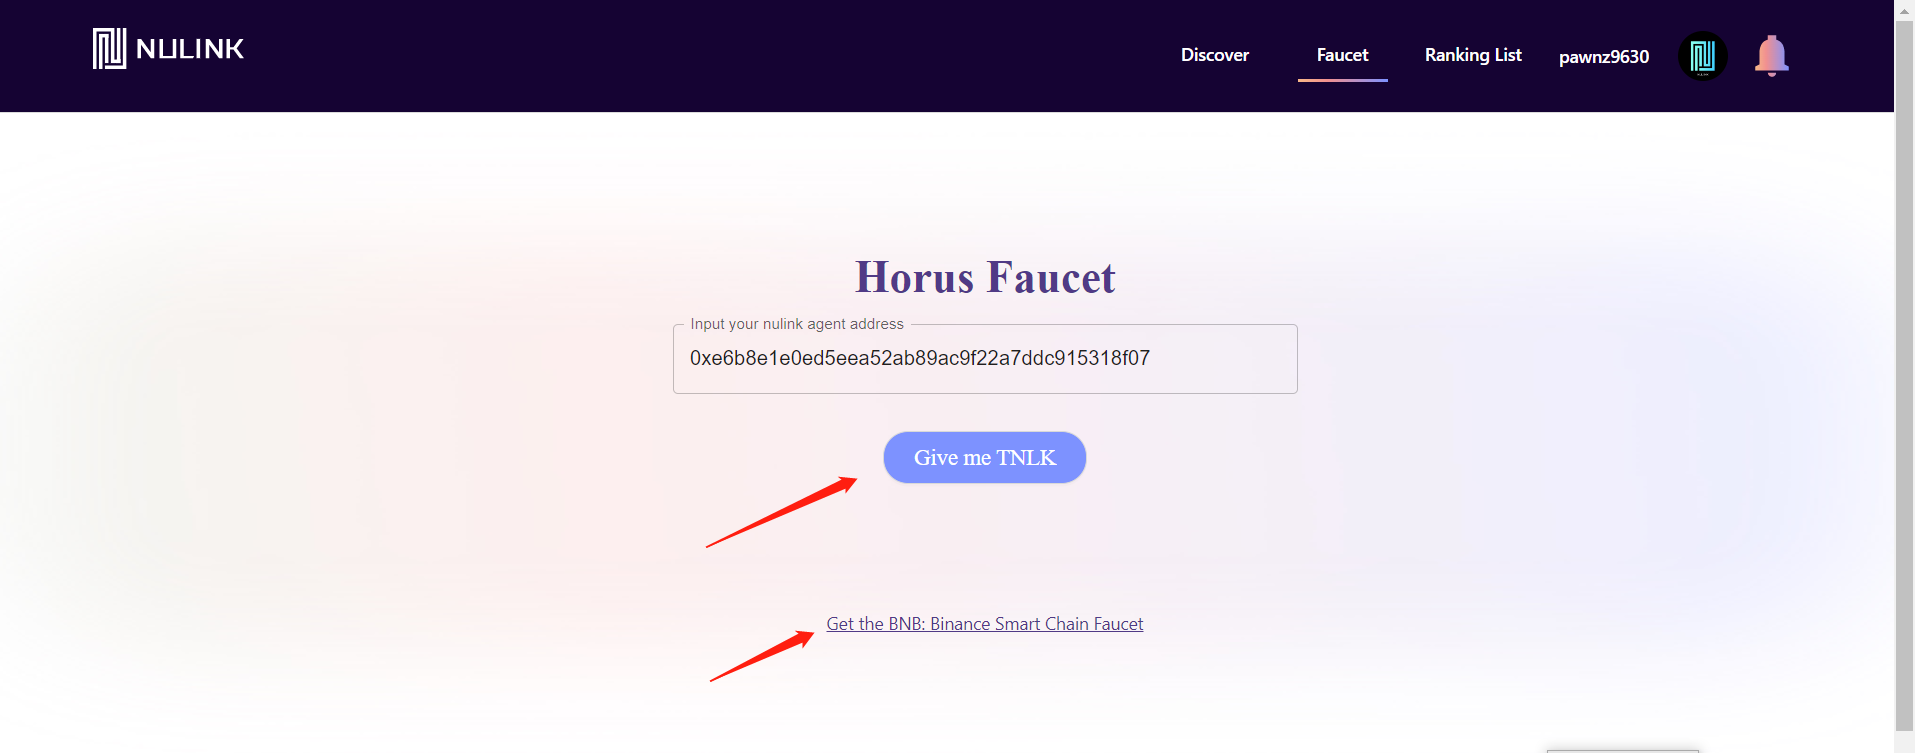 NULINK
Discover
Faucet
Ranking List
pawnz9630
Horus Faucet
Input your nulink agent address
0xe6b8e1e0ed5eea52ab89ac9f22a7ddc915318f07
Give me TNLK
Get the BNB: Binance Smart Chain Faucet